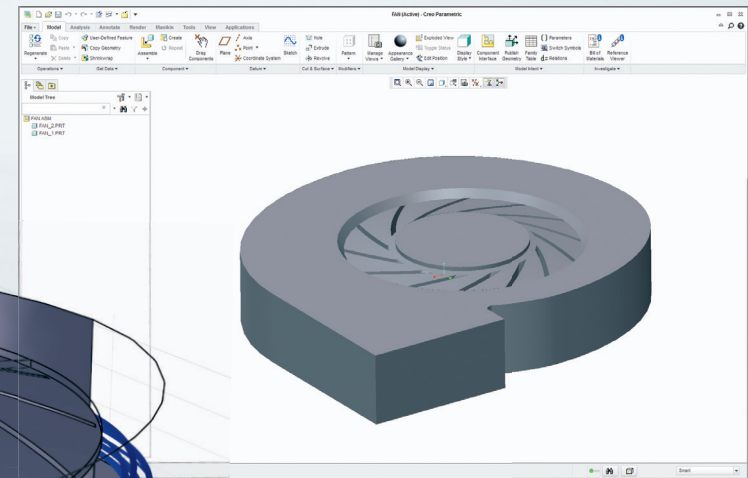 FAN (Active) - Creo Parametric
File Model Analysis Annotate Render Manikin Tools View Applications
Regenerate
Copy
Paste
Delete
User-Defined Feature
Copy Geometry
Shrinkwrap
Assemble
Create
Repeat
Drag Components
Plane
Axis
Point
Coordinate System
Sketch
Hole
Extrude
Revolve
Pattern
Manage Views
Appearance Gallery
Exploded View
Toggle Status
Edit Position
Display Style
Component Interface
Publish Geometry
Family Table
Parameters
Switch Symbols
d= Relations
Bill of Materials
Reference Viewer
Operations Get Data Component Datum Cut & Surface Modifiers Model Display Model Intent Investigate
Model Tree
FAN.ASM
FAN_2.PRT
FAN_1.PRT
Smart